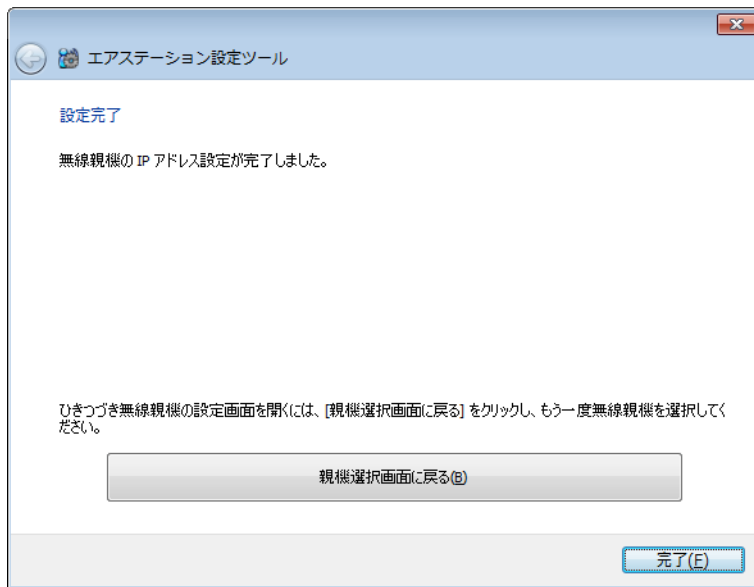 エアステーション設定ツール
設定完了
無線親機の IP アドレス設定が完了しました。
ひきつづき無線親機の設定画面を開くには、[親機選択画面に戻る] をクリックし、もう一度無線親機を選択してく
ださい。
親機選択画面に戻る(B)
完了(F)